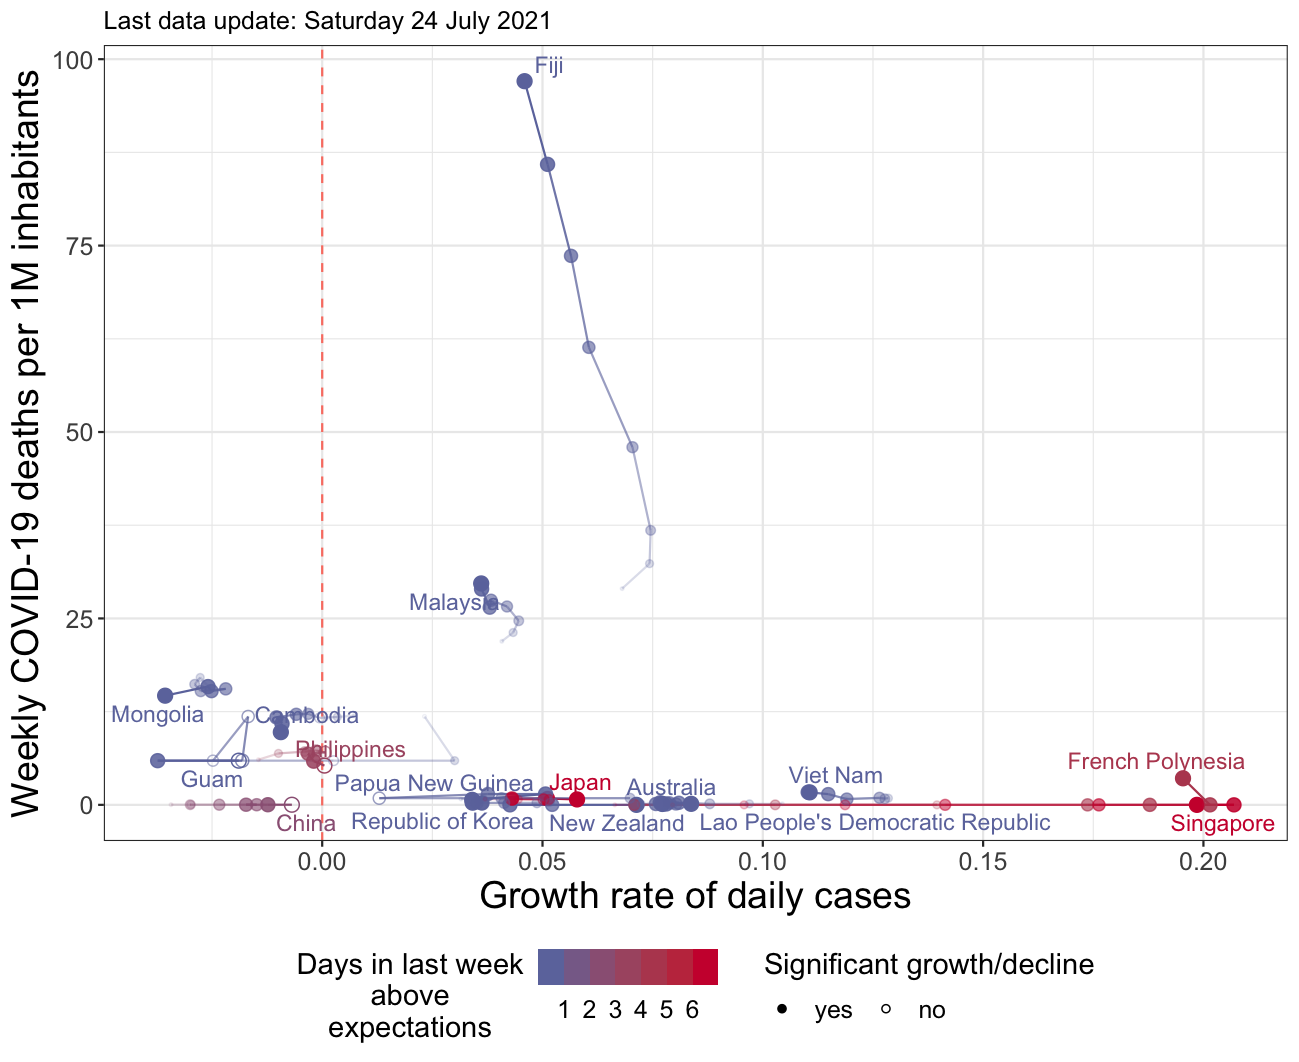 Last data update: Saturday 24 July 2021
Weekly COVID-19 deaths per 1M inhabitants
100
75
50
25
0
Fiji
Malaysia
Mongolia
Cambodia
Philippines
Guam
French Polynesia
Papua New Guinea
Japan
Australia
Viet Nam
China
Republic of Korea
New Zealand
Lao People's Democratic Republic
Singapore
0.00
0.05
0.10
0.15
0.20
Growth rate of daily cases
Days in last week
above
expectations
1 2 3 4 5 6
Significant growth/decline
yes
no